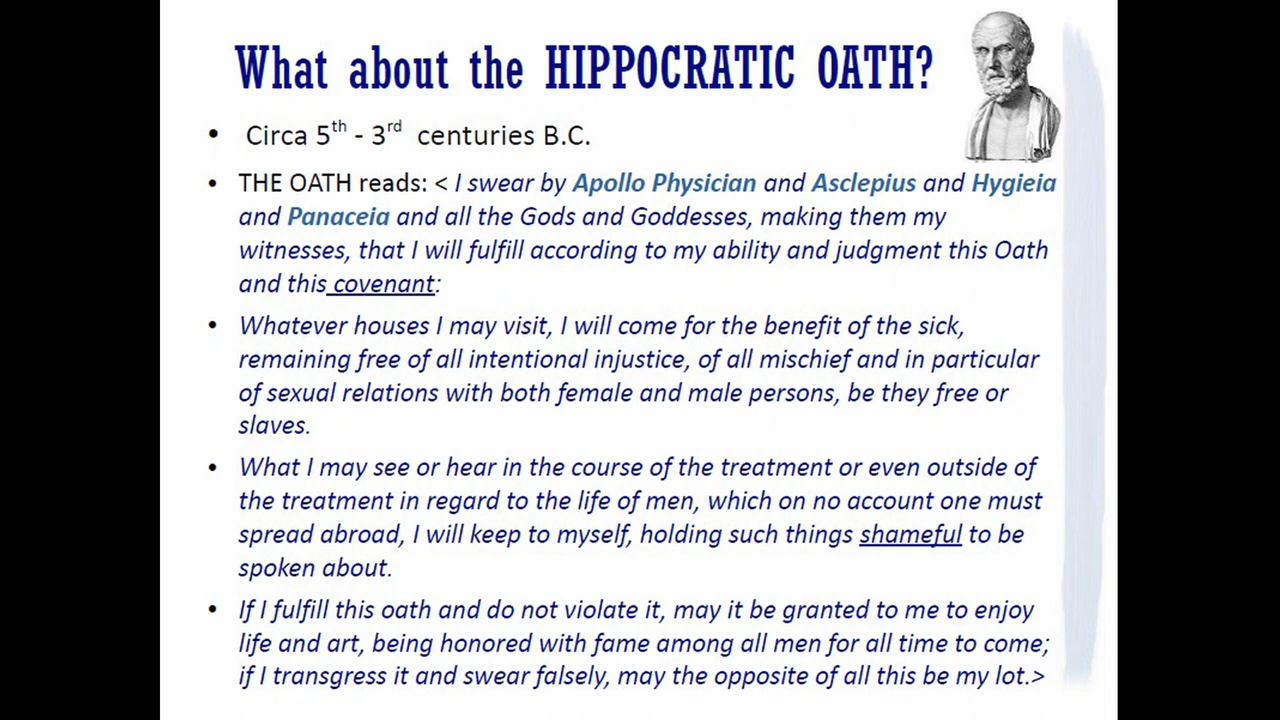 What about the HIPPOCRATIC OATH?
• Circa 5th - 3rd centuries B.C.
• THE OATH reads: < I swear by Apollo Physician and Asclepius and Hygieia
and Panaceia and all the Gods and Goddesses, making them my
witnesses, that I will fulfill according to my ability and judgment this Oath
and this covenant:
• Whatever houses I may visit, I will come for the benefit of the sick,
remaining free of all intentional injustice, of all mischief and in particular
of sexual relations with both female and male persons, be they free or
slaves.
• What I may see or hear in the course of the treatment or even outside of
the treatment in regard to the life of men, which on no account one must
spread abroad, I will keep to myself, holding such things shameful to be
spoken about.
• If I fulfill this oath and do not violate it, may it be granted to me to enjoy
life and art, being honored with fame among all men for all time to come;
if I transgress it and swear falsely, may the opposite of all this be my lot.>